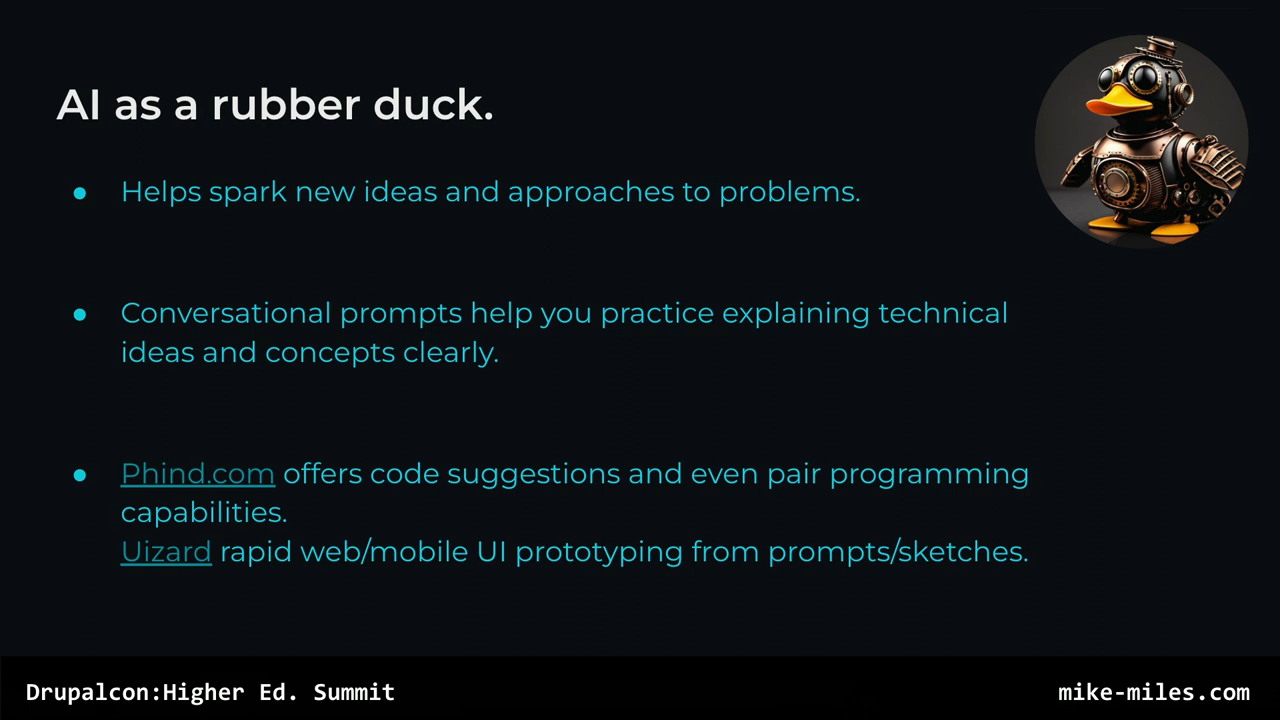 AI as a rubber duck.
● Helps spark new ideas and approaches to problems.
● Conversational prompts help you practice explaining technical
ideas and concepts clearly.
● Phind.com offers code suggestions and even pair programming
capabilities.
Uizard rapid web/mobile UI prototyping from prompts/sketches.
Drupalcon:Higher Ed. Summit
mike-miles.com